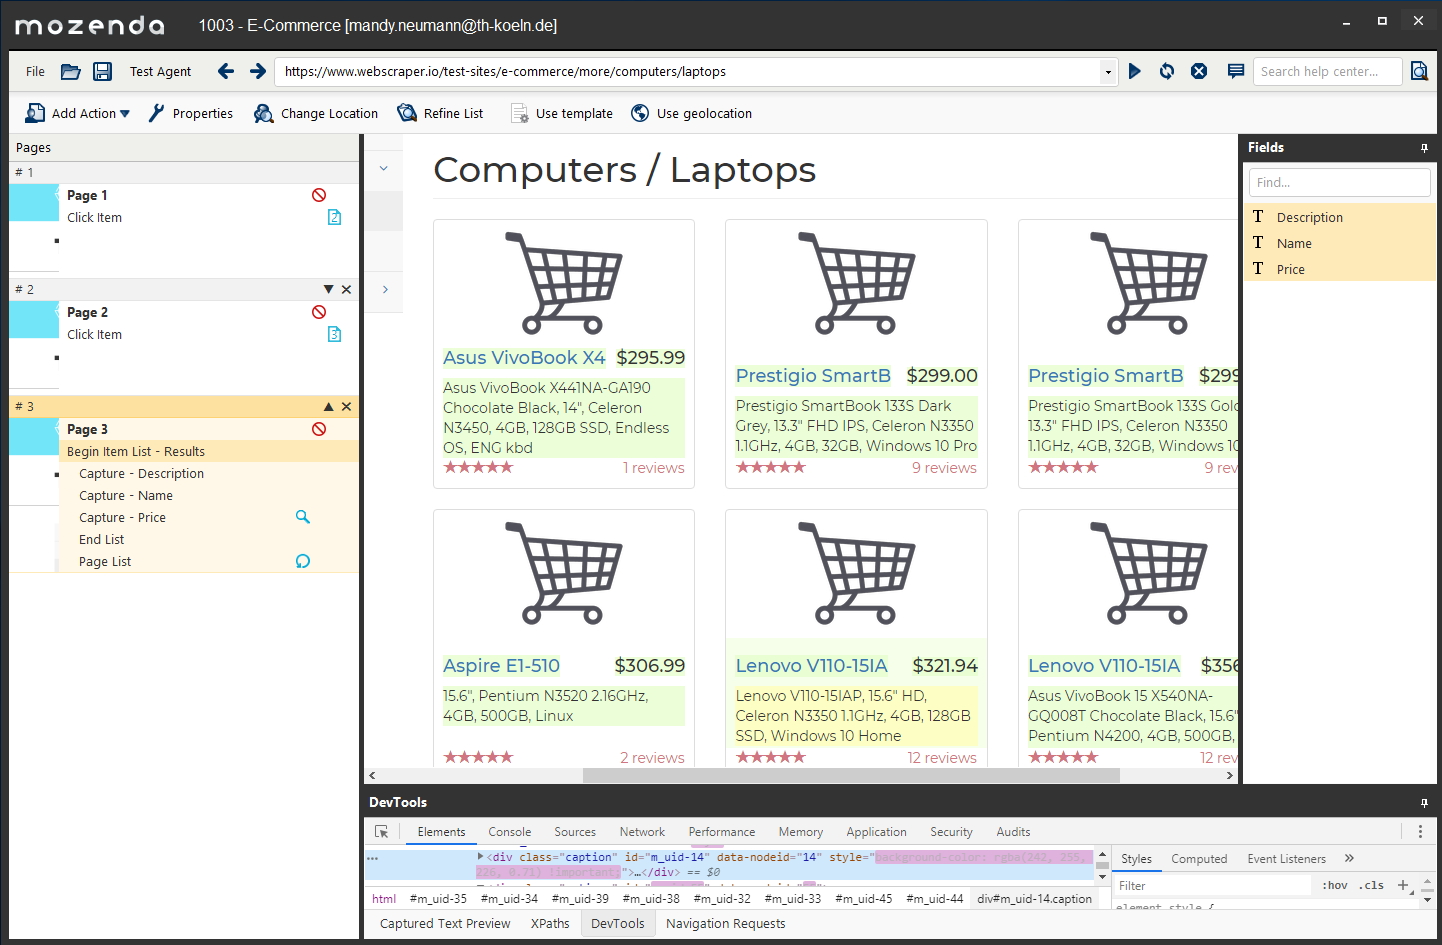 mozenda 1003 - E-Commerce [mandy.neumann@th-koeln.de]
File Test Agent https://www.webscraper.io/test-sites/e-commerce/more/computers/laptops Search help center...
Add Action Properties Change Location Refine List Use template Use geolocation
Pages
# 1
Page 1
Click Item 2
# 2
Page 2
Click Item 3
# 3
Page 3
Begin Item List - Results
Capture - Description
Capture - Name
Capture - Price
End List
Page List
Computers / Laptops
Asus VivoBook X4 $295.99
Asus VivoBook X441NA-GA190
Chocolate Black, 14", Celeron
N3450, 4GB, 128GB SSD, Endless
OS, ENG kbd
1 reviews
Prestigio SmartB $299.00
Prestigio SmartBook 133S Dark
Grey, 13.3" FHD IPS, Celeron N3350
1.1GHz, 4GB, 32GB, Windows 10 Pro
9 reviews
Prestigio SmartB $299
Prestigio SmartBook 133S Gold
13.3" FHD IPS, Celeron N3350
1.1GHz, 4GB, 32GB, Windows 10
9 rev
Aspire E1-510 $306.99
15.6", Pentium N3520 2.16GHz,
4GB, 500GB, Linux
2 reviews
Lenovo V110-15IA $321.94
Lenovo V110-15IAP, 15.6" HD,
Celeron N3350 1.1GHz, 4GB, 128GB
SSD, Windows 10 Home
12 reviews
Lenovo V110-15IA $356
Asus VivoBook 15 X540NA-
GQ008T Chocolate Black, 15.6"
Pentium N4200, 4GB, 500GB,
12 rev
Fields
Find...
T Description
T Name
T Price
DevTools
Elements Console Sources Network Performance Memory Application Security Audits
<div class="caption" id="m_uid-14" data-nodeid="14" style="background-color: rgba(242, 255,
226, 0.71) !important;">…</div> == $0
html #m_uid-35 #m_uid-34 #m_uid-39 #m_uid-38 #m_uid-32 #m_uid-33 #m_uid-45 #m_uid-44 div#m_uid-14.caption
Styles Computed Event Listeners »
Filter :hov .cls +
element.style {
Captured Text Preview XPaths DevTools Navigation Requests